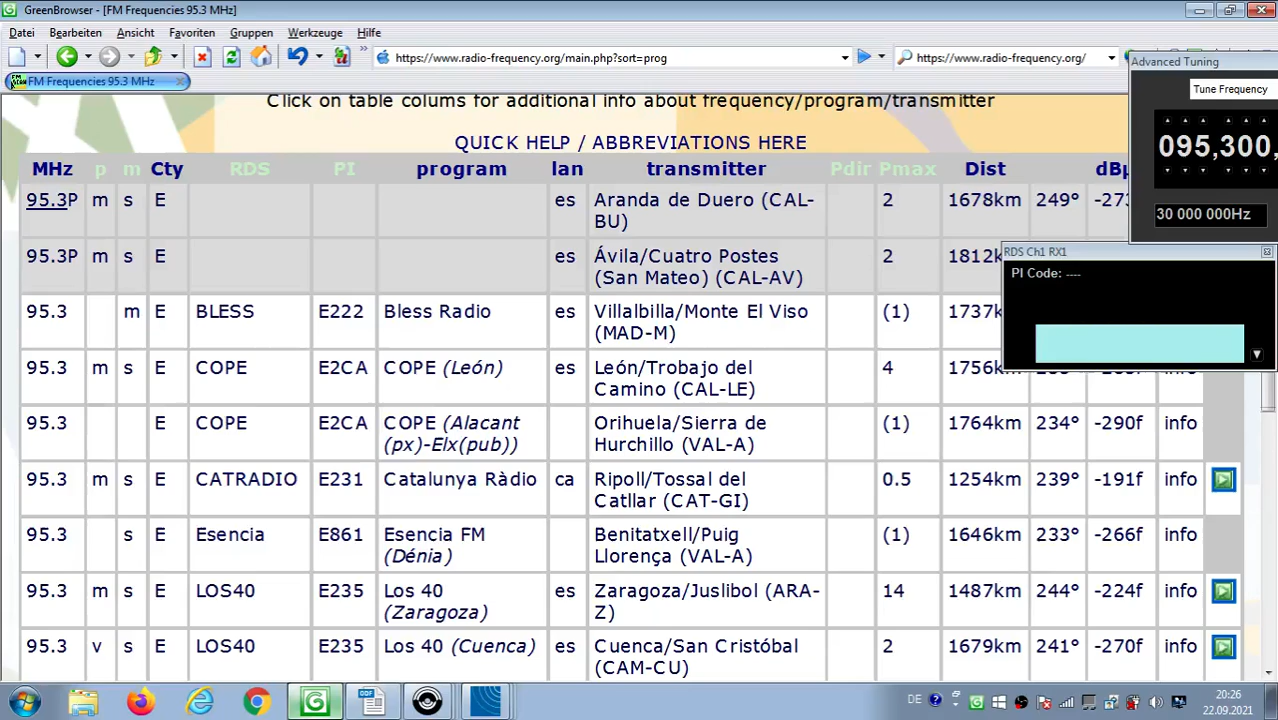 GreenBrowser - [FM Frequencies 95.3 MHz]
Datei Bearbeiten Ansicht Favoriten Gruppen Werkzeuge Hilfe
https://www.radio-frequency.org/main.php?sort=prog https://www.radio-frequency.org/
FM Frequencies 95.3 MHz
Advanced Tuning
Tune Frequency
095,300,
30 000 000Hz
RDS Ch1 RX1
PI Code: ----
Click on table colums for additional info about frequency/program/transmitter
QUICK HELP / ABBREVIATIONS HERE
MHz p m Cty RDS PI program lan transmitter Pdir Pmax Dist dBµ
95.3P m s E es Aranda de Duero (CAL- 2 1678km 249° -273
BU)
95.3P m s E es Ávila/Cuatro Postes 2 1812k
(San Mateo) (CAL-AV)
95.3 m E BLESS E222 Bless Radio es Villalbilla/Monte El Viso (1) 1737k
(MAD-M)
95.3 m s E COPE E2CA COPE (León) es León/Trobajo del 4 1756k
Camino (CAL-LE)
95.3 E COPE E2CA COPE (Alacant es Orihuela/Sierra de (1) 1764km 234° -290f info
(px)-Elx(pub)) Hurchillo (VAL-A)
95.3 m s E CATRADIO E231 Catalunya Ràdio ca Ripoll/Tossal del 0.5 1254km 239° -191f info
Catllar (CAT-GI)
95.3 s E Esencia E861 Esencia FM Benitatxell/Puig (1) 1646km 233° -266f info
(Dénia) Llorença (VAL-A)
95.3 m s E LOS40 E235 Los 40 es Zaragoza/Juslibol (ARA- 14 1487km 244° -224f info
(Zaragoza) Z)
95.3 v s E LOS40 E235 Los 40 (Cuenca) es Cuenca/San Cristóbal 2 1679km 241° -270f info
(CAM-CU)
DE 20:26
22.09.2021